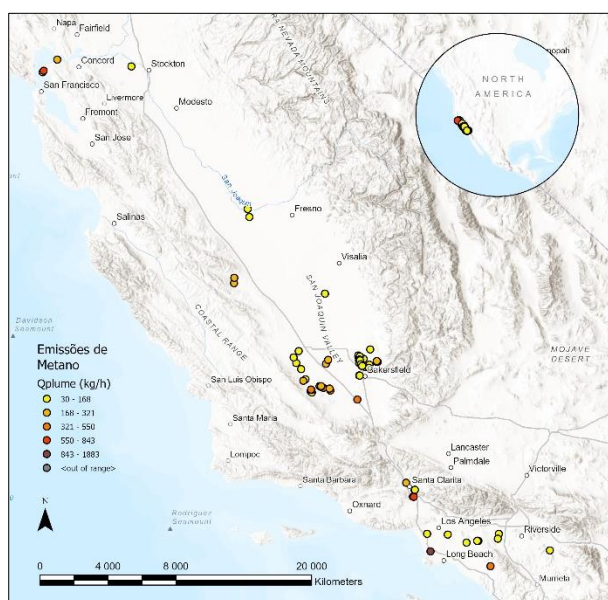 Napa
Fairfield
Concord
Stockton
San Francisco
Livermore
Modesto
Fremont
San Jose
NEVADA MOUNTAINS
NORTH
AMERICA
San Joaquin
Salinas
Fresno
Visalia
SAN JOAQUIN VALLEY
COASTAL RANGE
Davidson
Seamount
MOJAVE
DESERT
Emissões de
Metano
Qplume (kg/h)
30 - 168
168 - 321
321 - 550
550 - 843
843 - 1883
<out of range>
Bakersfield
San Luis Obispo
Santa Maria
Lompoc
Lancaster
Palmdale
Victorville
Santa Barbara
Santa Clarita
Oxnard
N
Rodriguez
Seamount
Los Angeles
Riverside
Long Beach
Murrieta
0 4 000 8 000 12 000 20 000
Kilometers